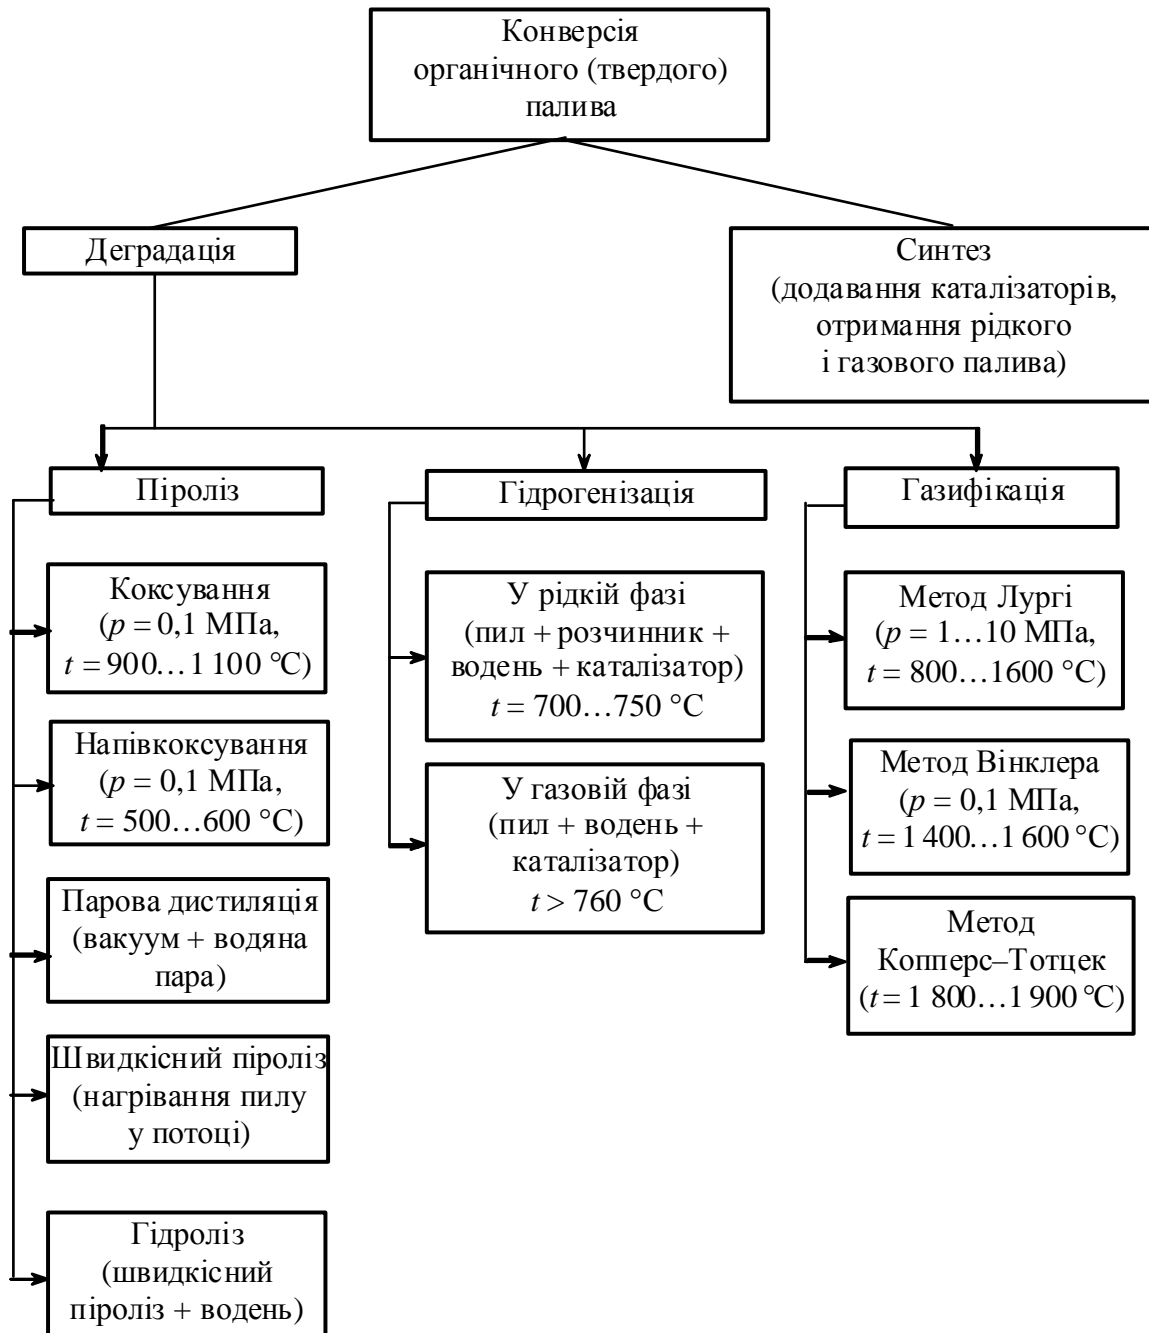 Конверсія
органічного (твердого)
палива
Деградація
Синтез
(додавання каталізаторів,
отримання рідкого
і газового палива)
Піроліз
Гідрогенізація
Газифікація
Коксування
(p = 0,1 МПа,
t = 900…1 100 °С)
Напівкоксування
(p = 0,1 МПа,
t = 500…600 °С)
Парова дистиляція
(вакуум + водяна
пара)
Швидкісний піроліз
(нагрівання пилу
у потоці)
Гідроліз
(швидкісний
піроліз + водень)
У рідкій фазі
(пил + розчинник +
водень + каталізатор)
t = 700…750 °С
У газовій фазі
(пил + водень +
каталізатор)
t > 760 °С
Метод Лургі
(p = 1…10 МПа,
t = 800…1600 °С)
Метод Вінклера
(p = 0,1 МПа,
t = 1 400…1 600 °С)
Метод
Копперс–Тотцек
(t = 1 800…1 900 °С)